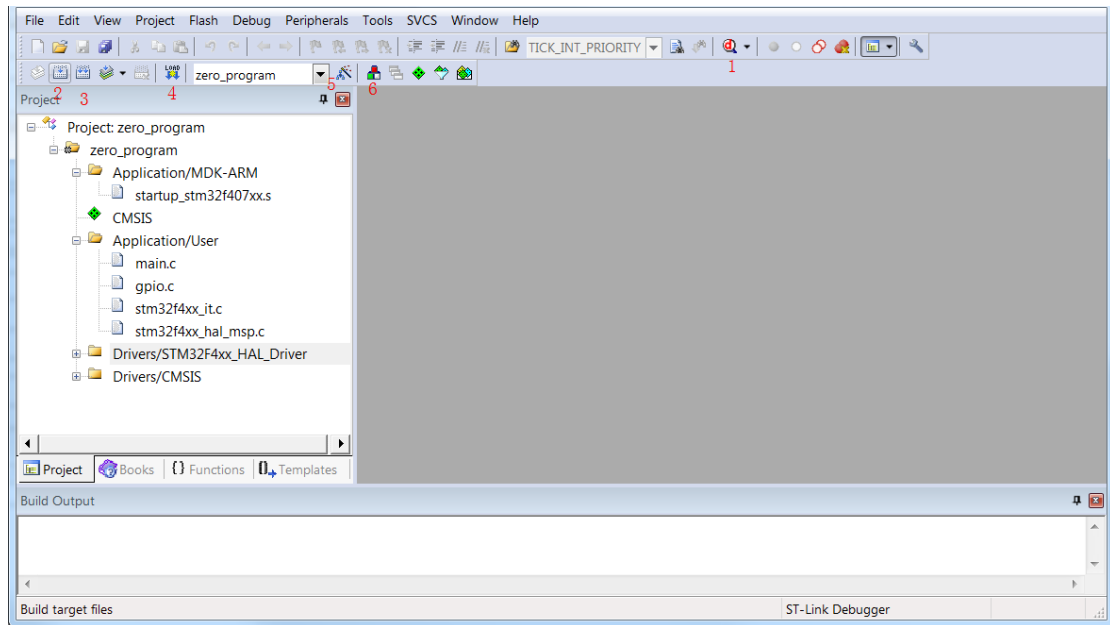 File Edit View Project Flash Debug Peripherals Tools SVCS Window Help
TICK_INT_PRIORITY
1
LOAD
zero_program
2 3 4 5 6
Project
Project: zero_program
zero_program
Application/MDK-ARM
startup_stm32f407xx.s
CMSIS
Application/User
main.c
gpio.c
stm32f4xx_it.c
stm32f4xx_hal_msp.c
Drivers/STM32F4xx_HAL_Driver
Drivers/CMSIS
Project Books {} Functions 0 Templates
Build Output
Build target files ST-Link Debugger